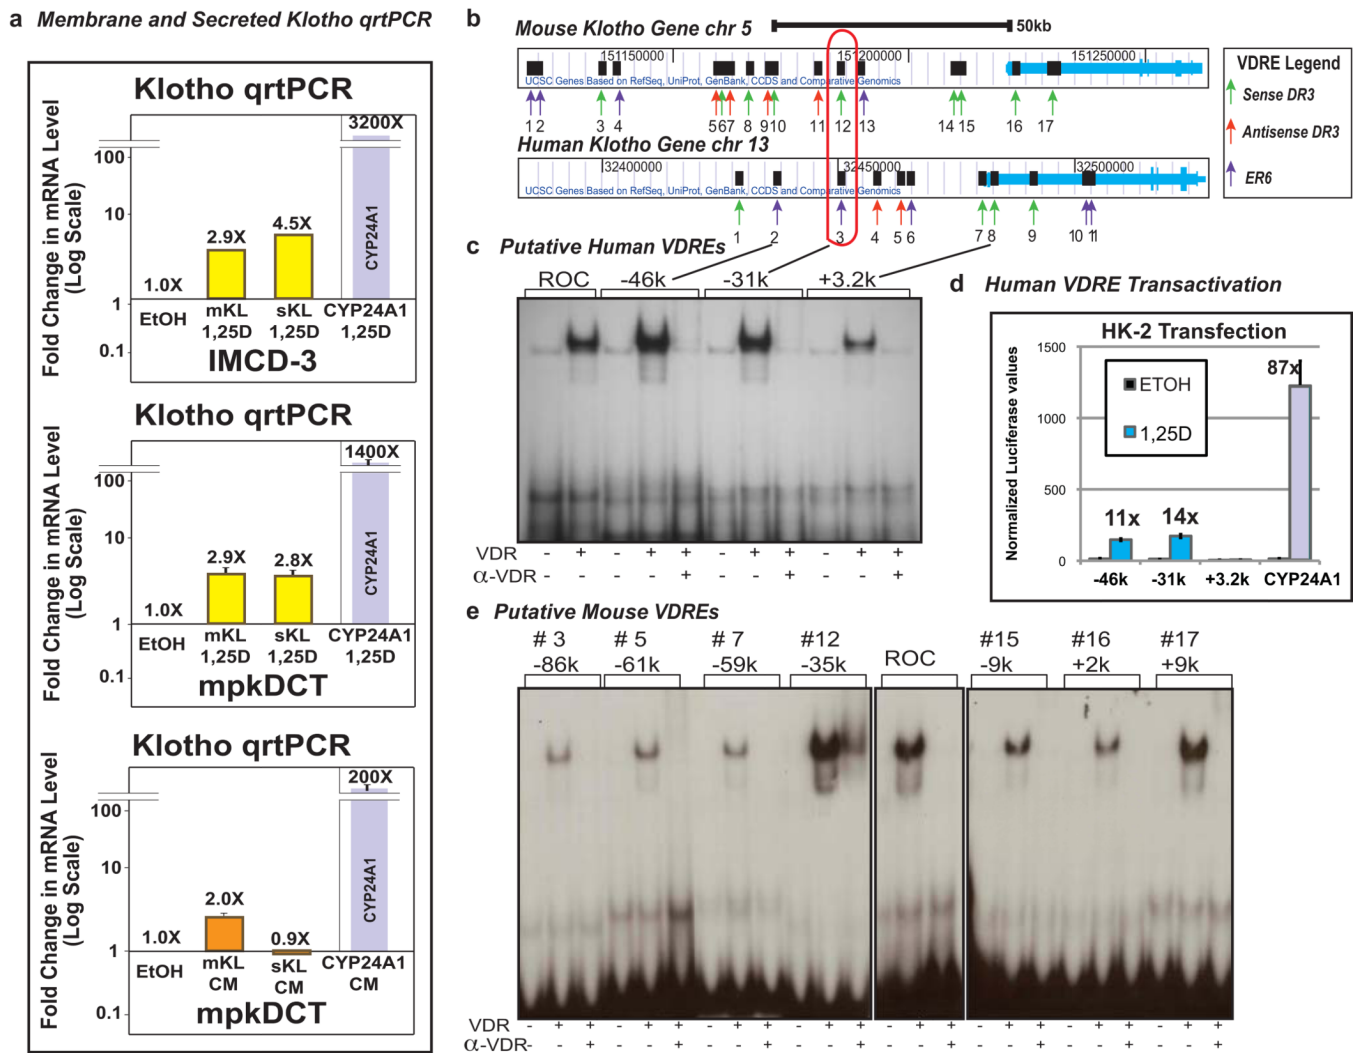 a Membrane and Secreted Klotho qrtPCR
Klotho qrtPCR
Fold Change in mRNA Level
(Log Scale)
100
10
1
0.1
1.0X
2.9X
4.5X
3200X
CYP24A1
EtOH
mKL
1,25D
sKL
1,25D
CYP24A1
1,25D
IMCD-3
Klotho qrtPCR
Fold Change in mRNA Level
(Log Scale)
100
10
1
0.1
1.0X
2.9X
2.8X
1400X
CYP24A1
EtOH
mKL
1,25D
sKL
1,25D
CYP24A1
1,25D
mpkDCT
Klotho qrtPCR
Fold Change in mRNA Level
(Log Scale)
100
10
1
0.1
1.0X
2.0X
0.9X
200X
CYP24A1
EtOH
mKL
CM
sKL
CM
CYP24A1
CM
mpkDCT
b
Mouse Klotho Gene chr 5
50kb
151150000 151200000 151250000
UCSC Genes Based on RefSeq, UniProt, GenBank, CCDS and Comparative Genomics
1 2 3 4 5 6 7 8 9 10 11 12 13 14 15 16 17
Human Klotho Gene chr 13
32400000 32450000 32500000
UCSC Genes Based on RefSeq, UniProt, GenBank, CCDS and Comparative Genomics
1 2 3 4 5 6 7 8 9 10 11
VDRE Legend
Sense DR3
Antisense DR3
ER6
c Putative Human VDREs
ROC -46k -31k +3.2k
VDR - + - + + - + + - + +
α-VDR - - - - + - - + - - +
d Human VDRE Transactivation
HK-2 Transfection
Normalized Luciferase values
1500
1000
500
0
ETOH
1,25D
11x
14x
87x
-46k -31k +3.2k CYP24A1
e Putative Mouse VDREs
# 3 # 5 # 7 #12 ROC #15 #16 #17
-86k -61k -59k -35k -9k +2k +9k
VDR - + + - + + - + + - + + - + + - + + - + + - + +
α-VDR - - + - - + - - + - - + - - + - - + - - + - - +